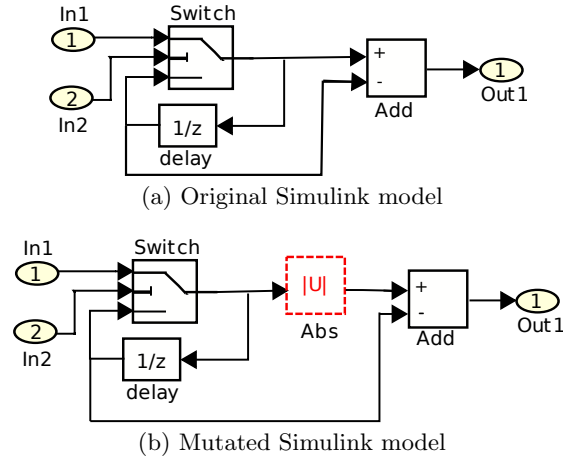 In1
Switch
1
2
In2
1/z
delay
+
-
Add
1
Out1
(a) Original Simulink model
In1
Switch
1
2
In2
1/z
delay
|U|
Abs
+
-
Add
1
Out1
(b) Mutated Simulink model